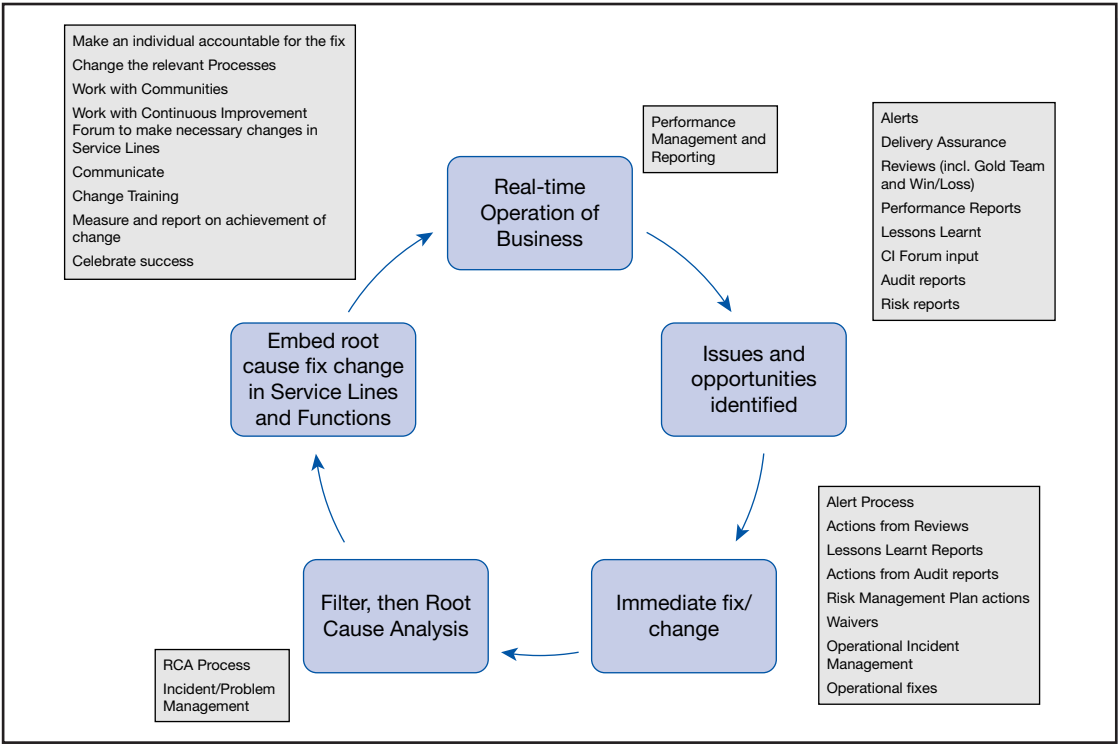 Make an individual accountable for the fix
Change the relevant Processes
Work with Communities
Work with Continuous Improvement
Forum to make necessary changes in
Service Lines
Communicate
Change Training
Measure and report on achievement of
change
Celebrate success
Performance
Management and
Reporting
Alerts
Delivery Assurance
Reviews (incl. Gold Team
and Win/Loss)
Performance Reports
Lessons Learnt
CI Forum input
Audit reports
Risk reports
Real-time
Operation of
Business
Issues and
opportunities
identified
Embed root
cause fix change
in Service Lines
and Functions
Alert Process
Actions from Reviews
Lessons Learnt Reports
Actions from Audit reports
Risk Management Plan actions
Waivers
Operational Incident
Management
Operational fixes
Immediate fix/
change
Filter, then Root
Cause Analysis
RCA Process
Incident/Problem
Management